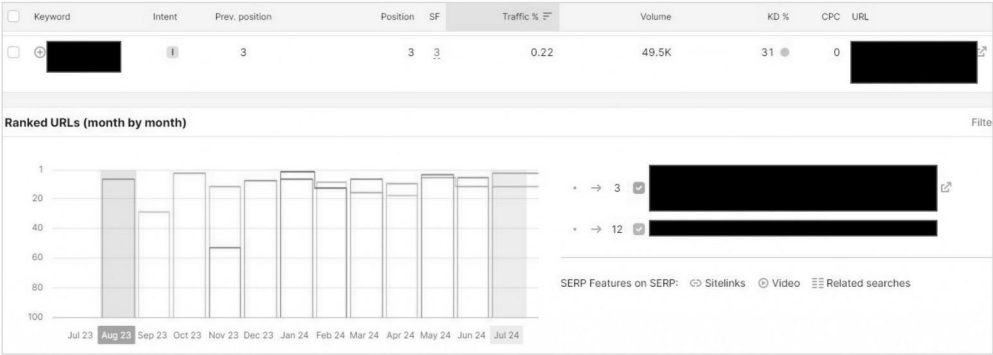 Keyword Intent Prev. position Position SF Traffic % Volume KD % CPC URL
I 3 3 3 0.22 49.5K 31 0
Ranked URLs (month by month) Filte
1
20
40
60
80
100
Jul 23 Aug 23 Sep 23 Oct 23 Nov 23 Dec 23 Jan 24 Feb 24 Mar 24 Apr 24 May 24 Jun 24 Jul 24
3
12
SERP Features on SERP: Sitelinks Video Related searches